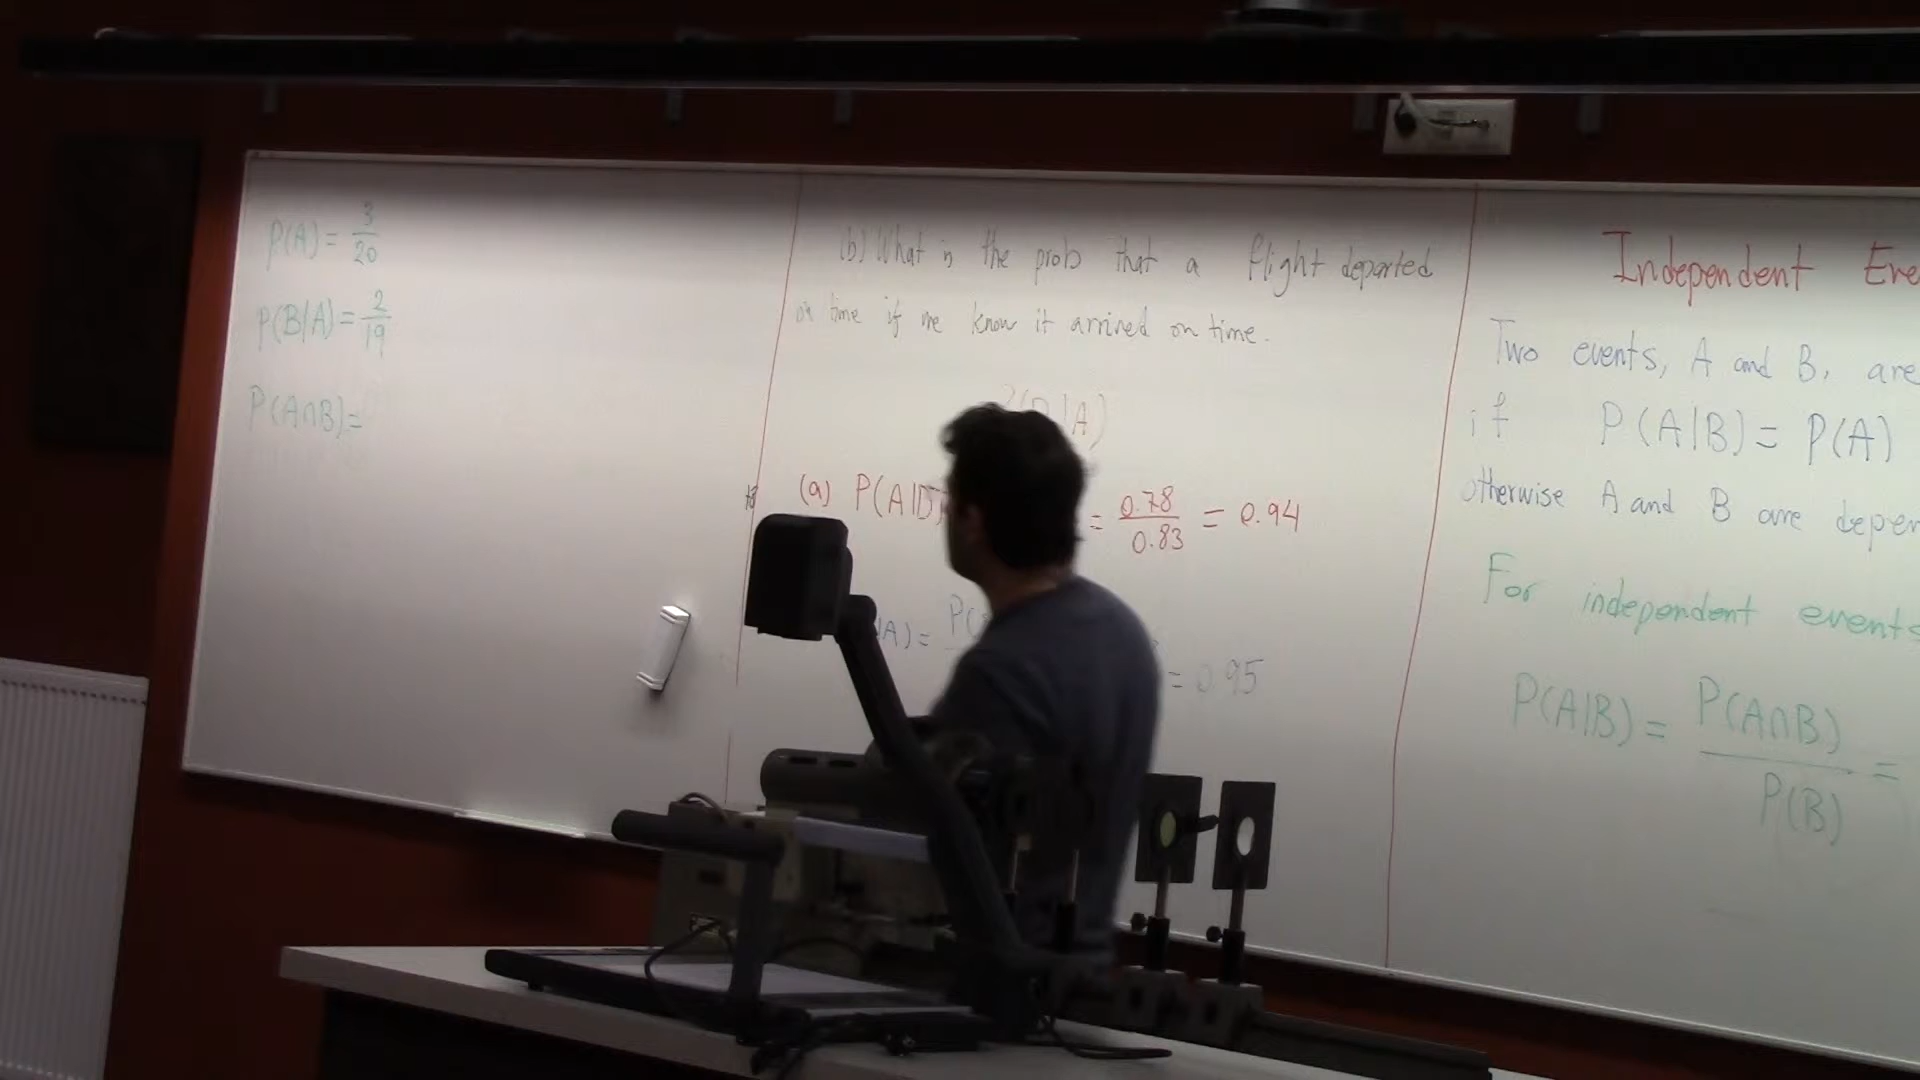 P(A) = 3/20
P(B|A) = 2/19
P(A∩B) =
(b) What is the prob that a flight departed
on time if we know it arrived on time.
|A)
(a) P(A|D) = 0.78/0.83 = 0.94
A) = P( = 0.95
Independent Eve
Two events, A and B, are
if P(A|B) = P(A)
otherwise A and B are depen
For independent events
P(A|B) = P(A∩B)/P(B) =